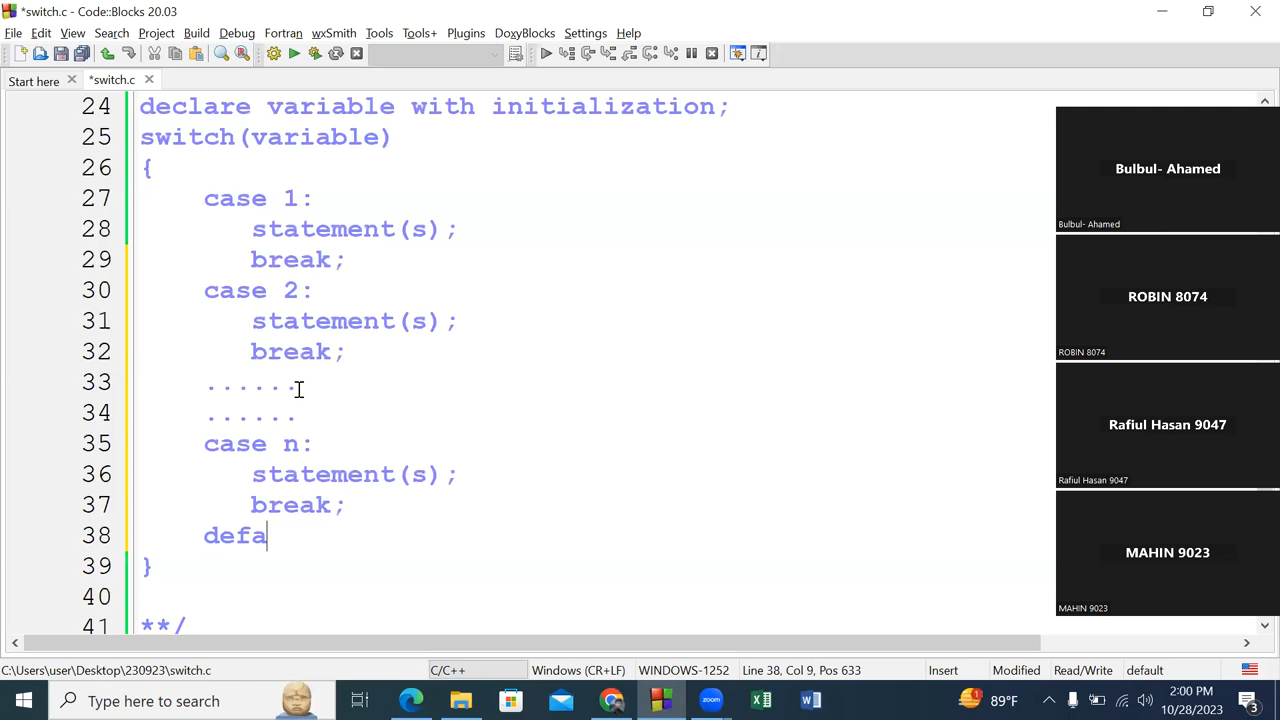 *switch.c - Code::Blocks 20.03
File Edit View Search Project Build Debug Fortran wxSmith Tools Tools+ Plugins DoxyBlocks Settings Help
Start here
*switch.c
24 declare variable with initialization;
25 switch(variable)
26 {
27 case 1:
28 statement(s);
29 break;
30 case 2:
31 statement(s);
32 break;
33 ......
34 ......
35 case n:
36 statement(s);
37 break;
38 defa
39 }
40
41 **/
Bulbul- Ahamed
Bulbul- Ahamed
ROBIN 8074
ROBIN 8074
Rafiul Hasan 9047
Rafiul Hasan 9047
MAHIN 9023
MAHIN 9023
C:\Users\user\Desktop\230923\switch.c C/C++ Windows (CR+LF) WINDOWS-1252 Line 38, Col 9, Pos 633 Insert Modified Read/Write default
Type here to search
zoom
89°F
2:00 PM
10/28/2023
3